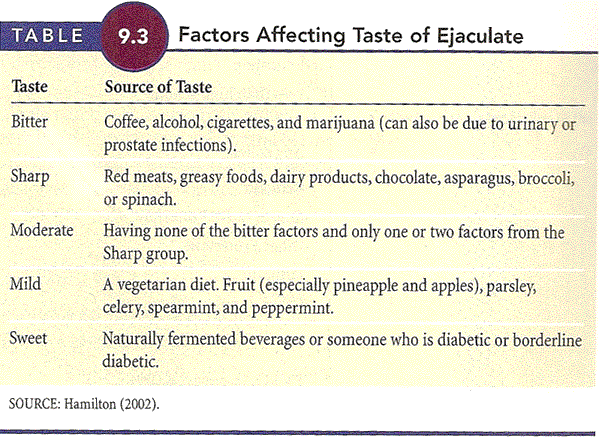 TABLE 9.3 Factors Affecting Taste of Ejaculate
Taste Source of Taste
Bitter Coffee, alcohol, cigarettes, and marijuana (can also be due to urinary or
prostate infections).
Sharp Red meats, greasy foods, dairy products, chocolate, asparagus, broccoli,
or spinach.
Moderate Having none of the bitter factors and only one or two factors from the
Sharp group.
Mild A vegetarian diet. Fruit (especially pineapple and apples), parsley,
celery, spearmint, and peppermint.
Sweet Naturally fermented beverages or someone who is diabetic or borderline
diabetic.
SOURCE: Hamilton (2002).